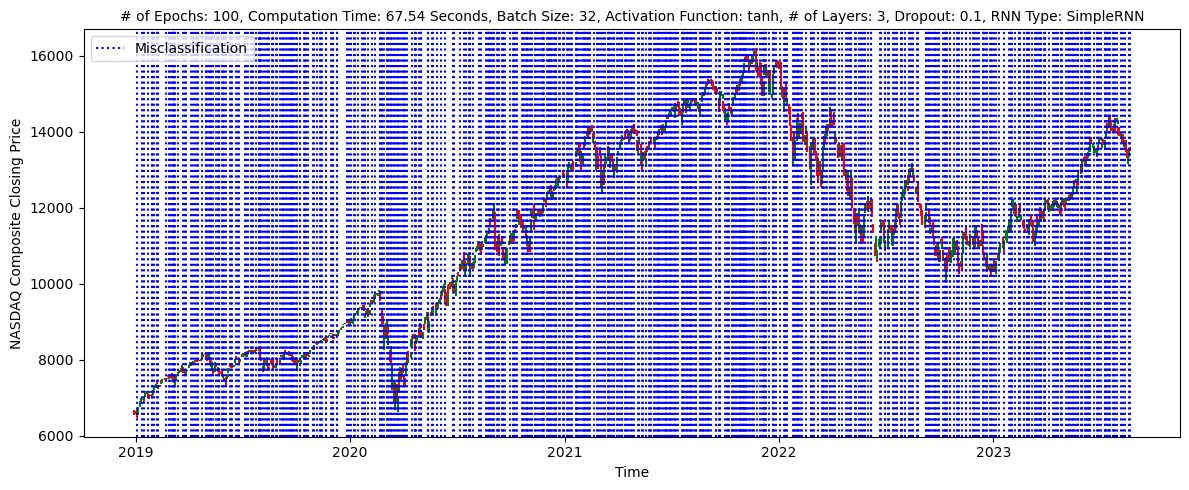 # of Epochs: 100, Computation Time: 67.54 Seconds, Batch Size: 32, Activation Function: tanh, # of Layers: 3, Dropout: 0.1, RNN Type: SimpleRNN
Misclassification
16000
14000
12000
10000
8000
6000
NASDAQ Composite Closing Price
2019 2020 2021 2022 2023
Time